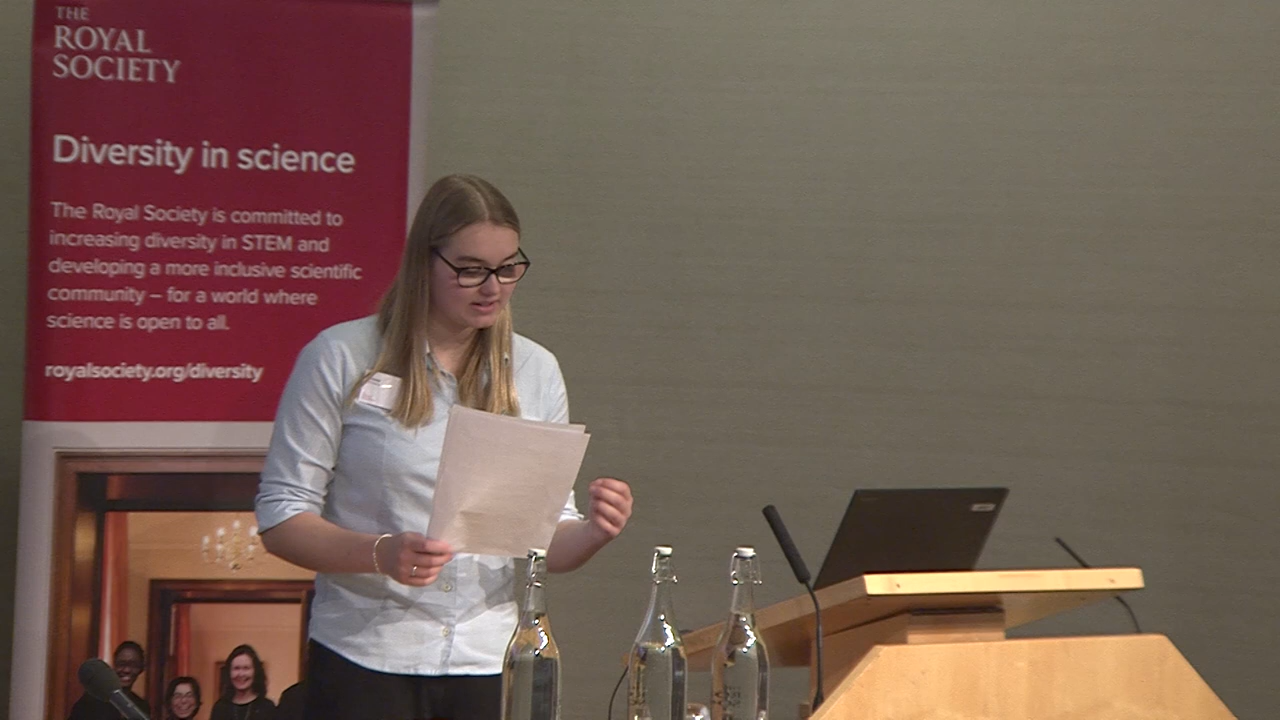 THE
ROYAL
SOCIETY
Diversity in science
The Royal Society is committed to
increasing diversity in STEM and
developing a more inclusive scientific
community – for a world where
science is open to all.
royalsociety.org/diversity